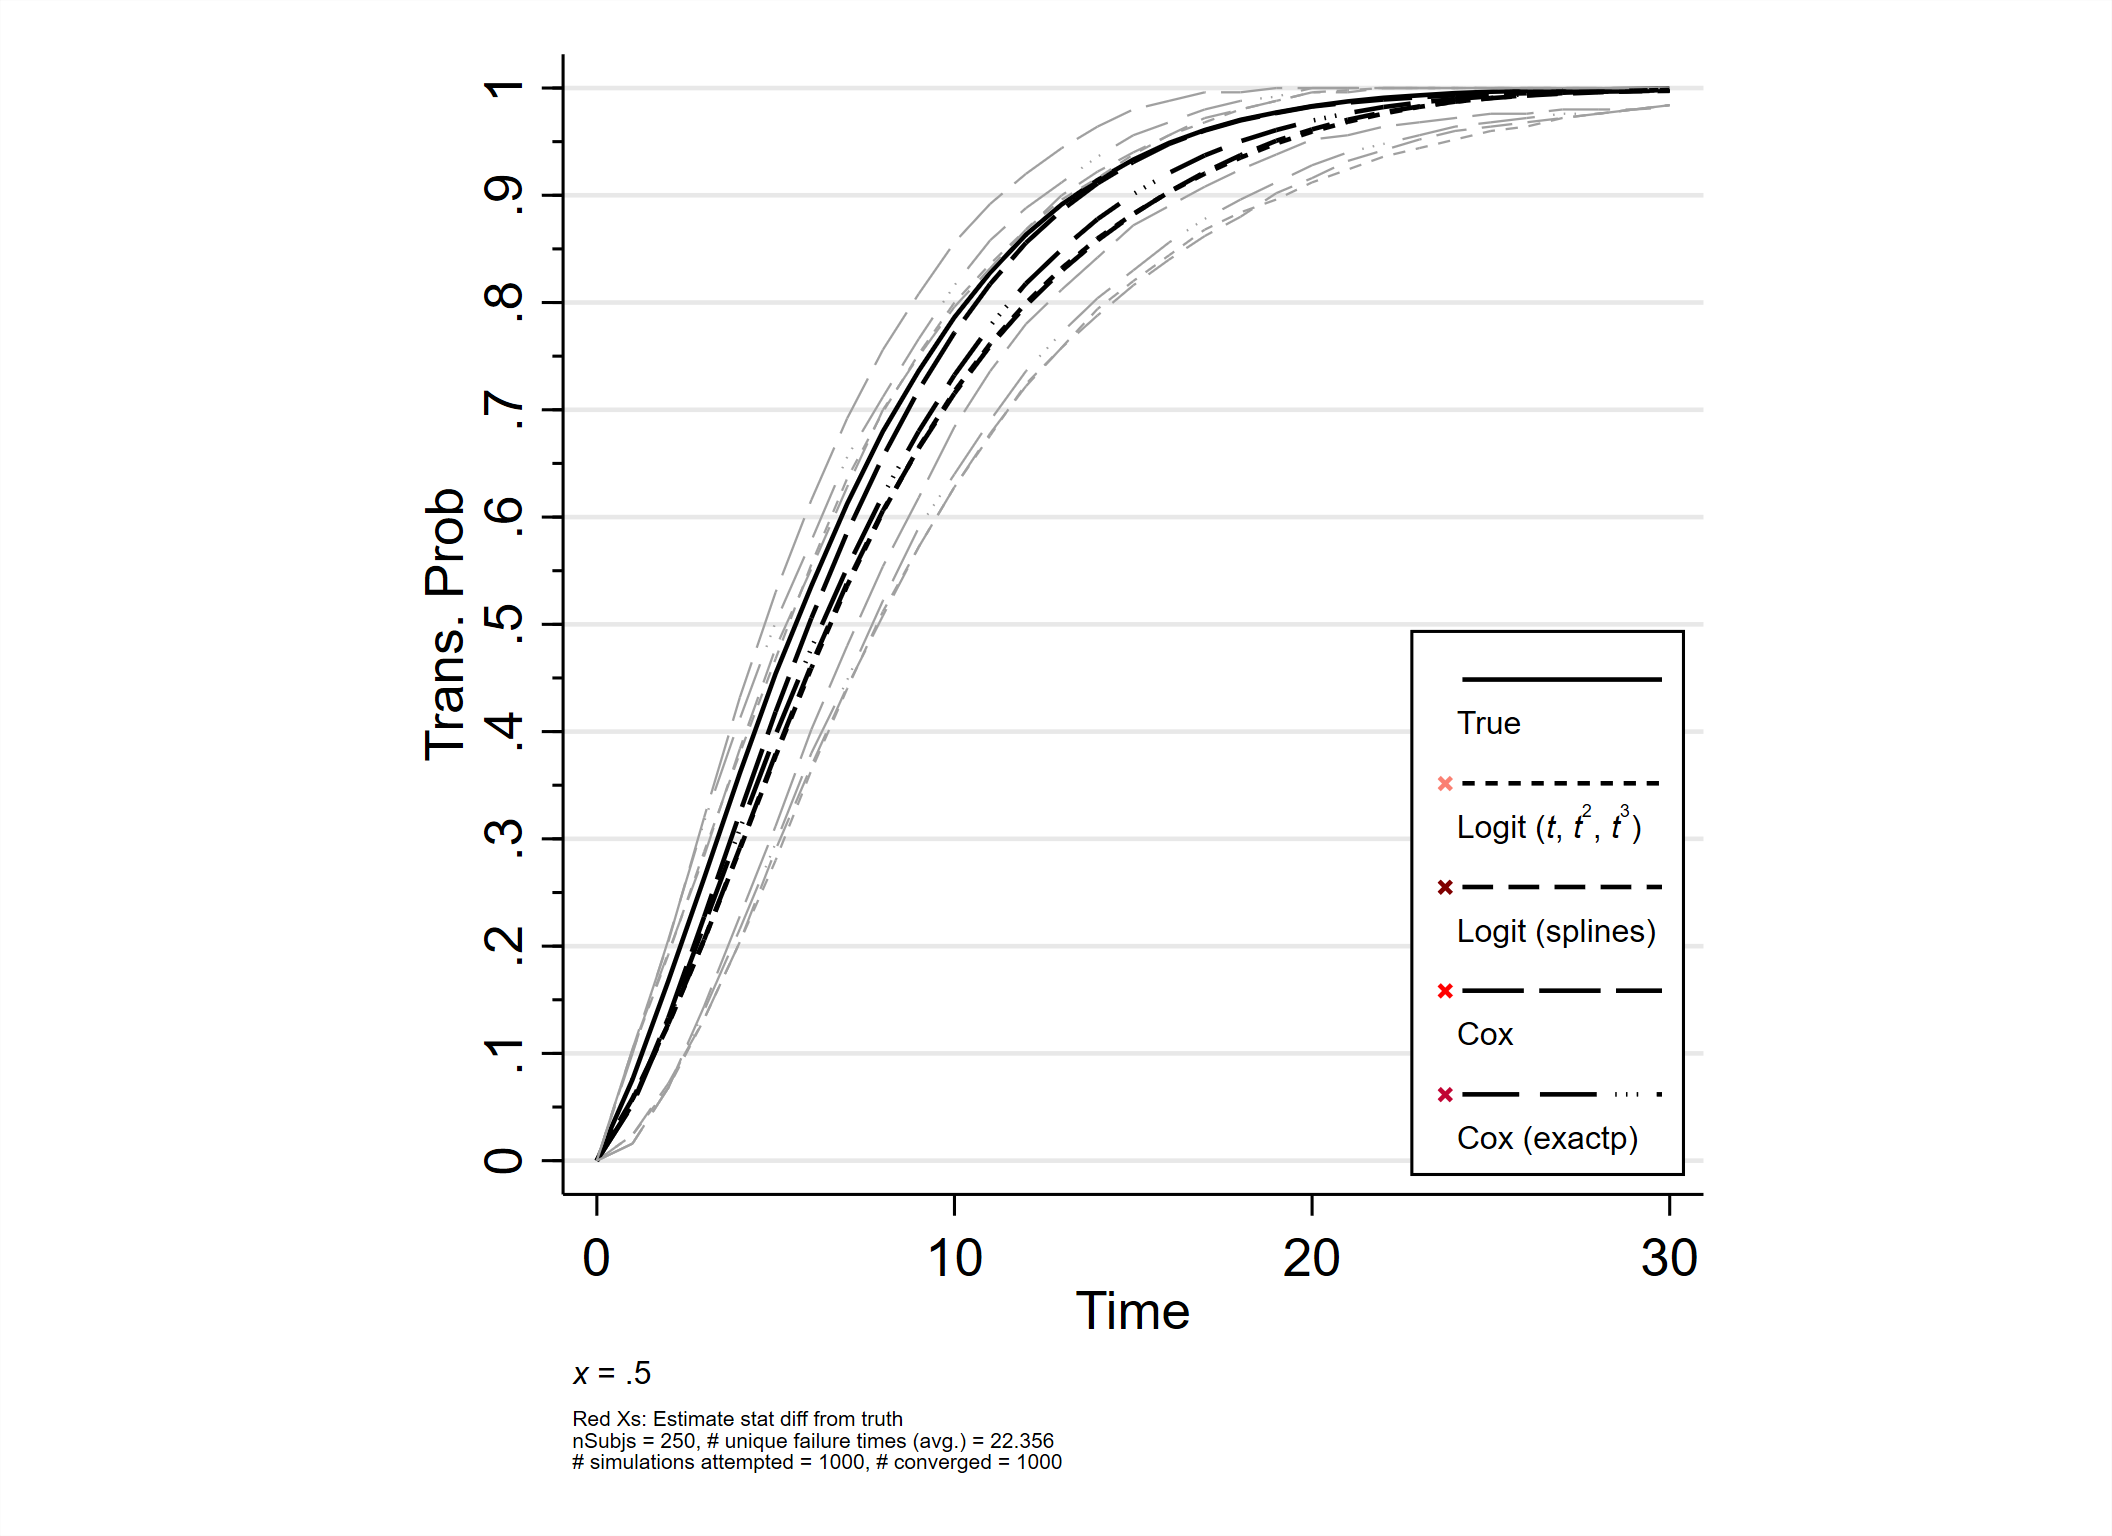 1
.9
.8
.7
.6
.5
.4
.3
.2
.1
0
Trans. Prob
True
Logit (t, t², t³)
Logit (splines)
Cox
Cox (exactp)
0 10 20 30
Time
x = .5
Red Xs: Estimate stat diff from truth
nSubjs = 250, # unique failure times (avg.) = 22.356
# simulations attempted = 1000, # converged = 1000